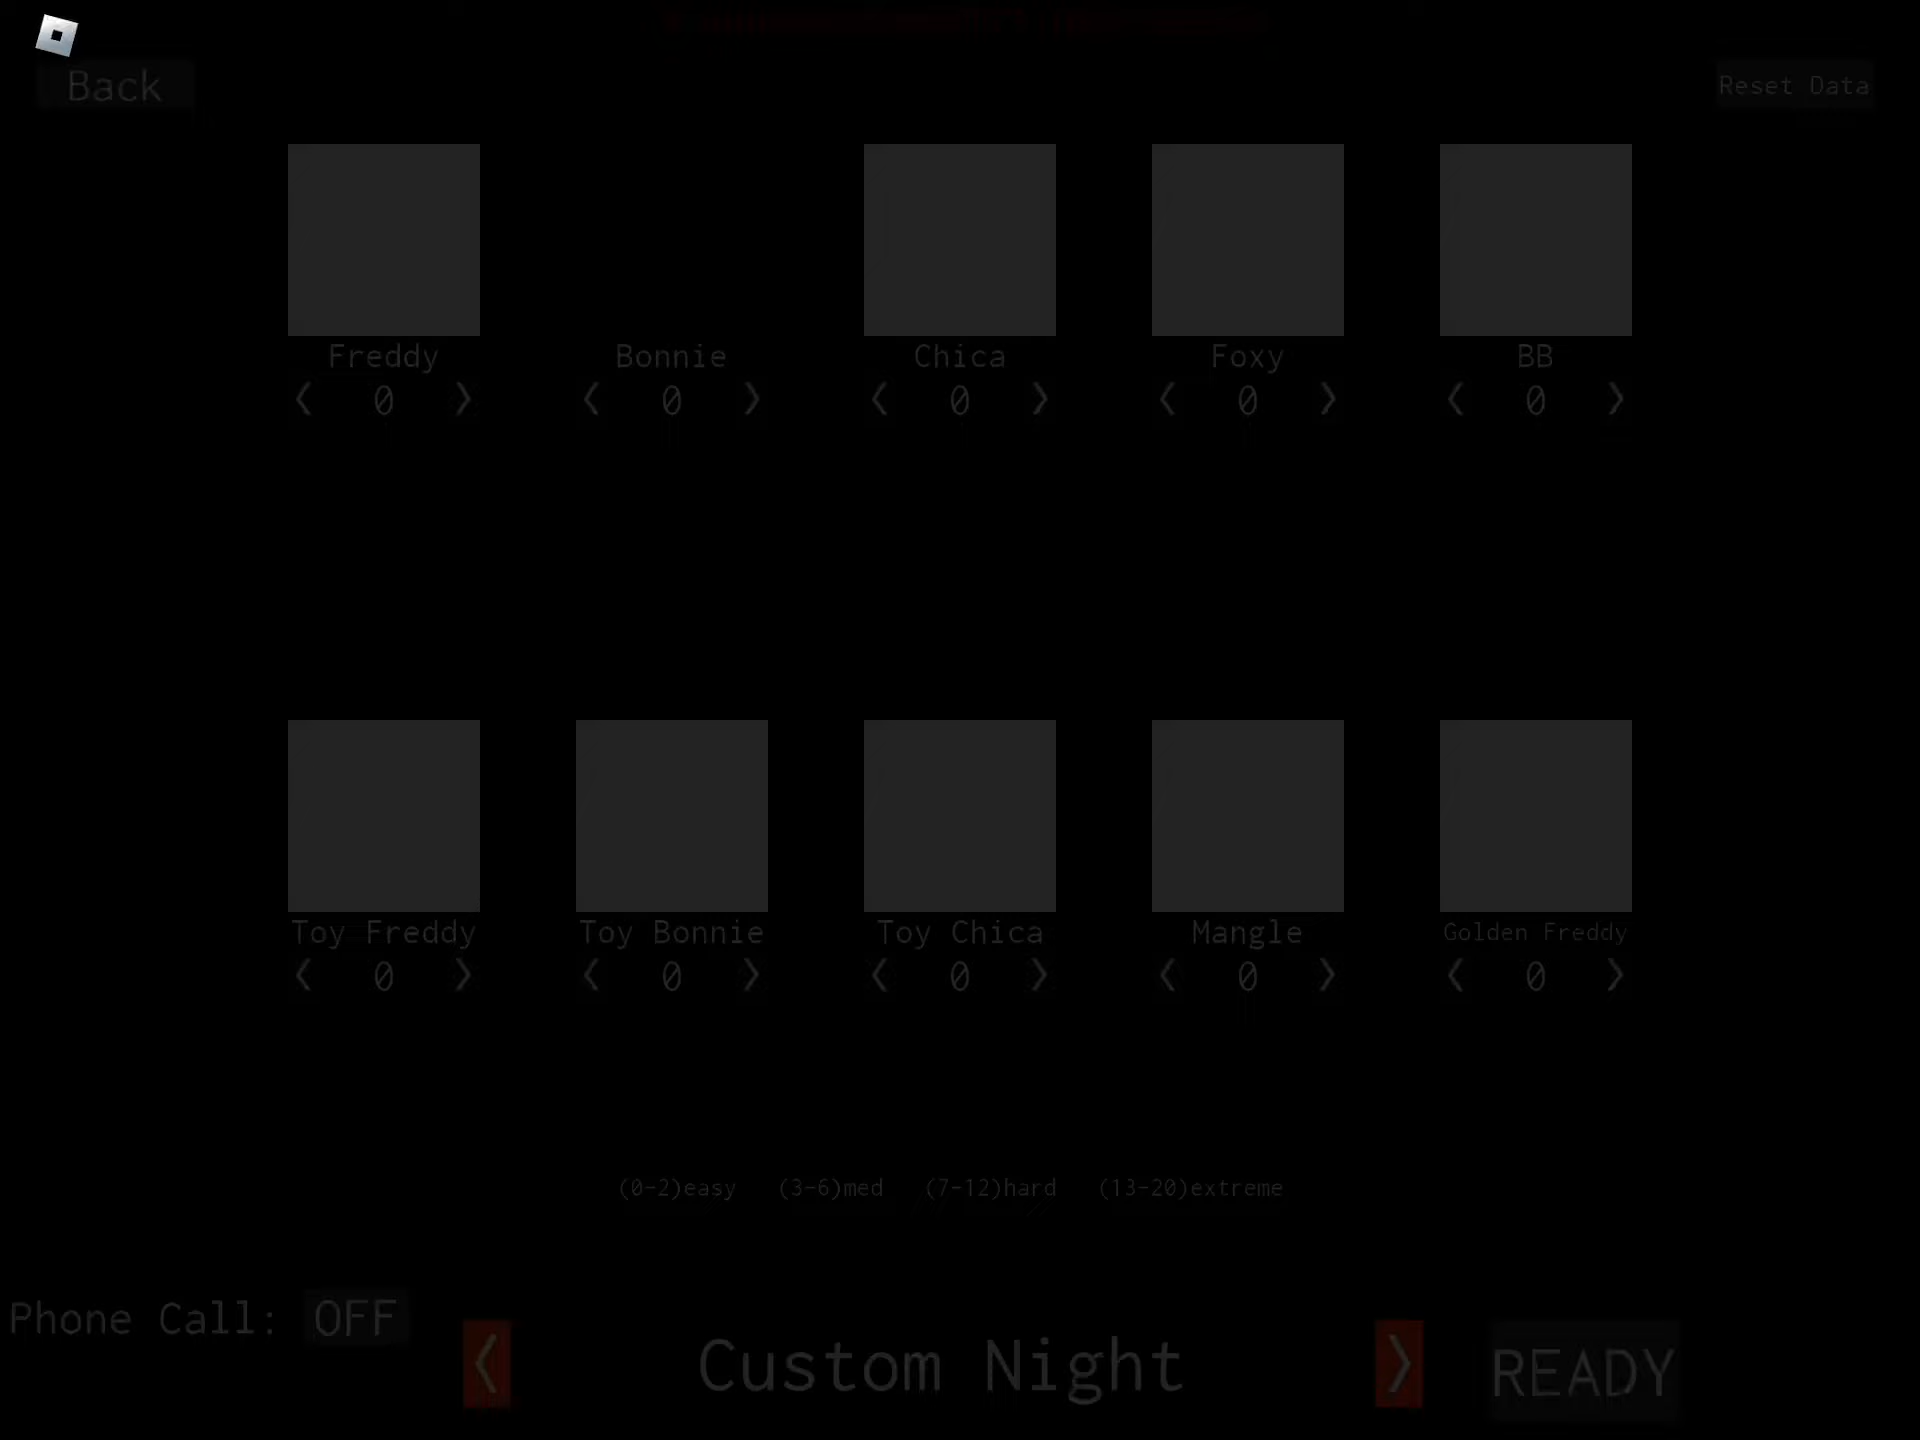 Back
Reset Data
Freddy Bonnie Chica Foxy BB
< 0 > < 0 > < 0 > < 0 > < 0 >
Toy Freddy Toy Bonnie Toy Chica Mangle Golden Freddy
< 0 > < 0 > < 0 > < 0 > < 0 >
(0-2)easy (3-6)med (7-12)hard (13-20)extreme
Phone Call: OFF
< Custom Night > READY